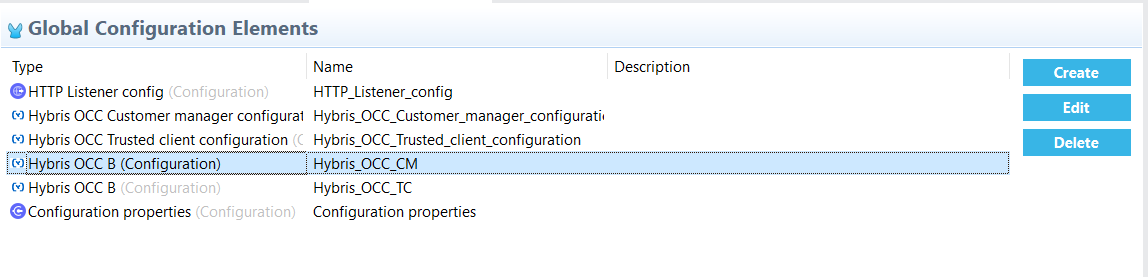 Global Configuration Elements
Type Name Description
HTTP Listener config (Configuration) HTTP_Listener_config
Create
Hybris OCC Customer manager configurat Hybris_OCC_Customer_manager_configuratio
Edit
Hybris OCC Trusted client configuration (C Hybris_OCC_Trusted_client_configuration
Delete
Hybris OCC B (Configuration) Hybris_OCC_CM
Hybris OCC B (Configuration) Hybris_OCC_TC
Configuration properties (Configuration) Configuration properties